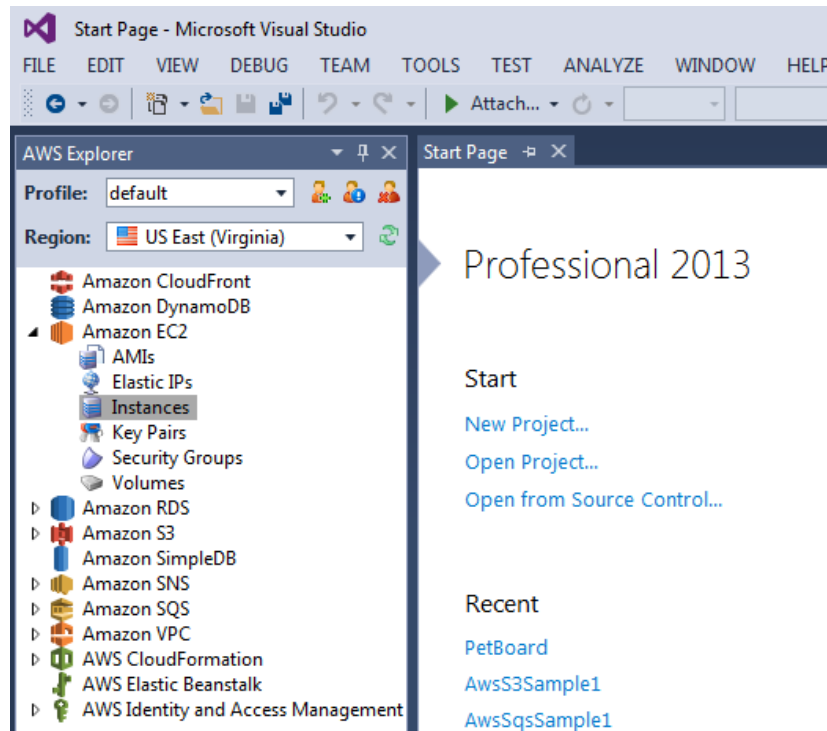 Start Page - Microsoft Visual Studio
FILE EDIT VIEW DEBUG TEAM TOOLS TEST ANALYZE WINDOW HELP
Attach...
AWS Explorer
Start Page
Profile: default
Region: US East (Virginia)
Amazon CloudFront
Amazon DynamoDB
Amazon EC2
AMIs
Elastic IPs
Instances
Key Pairs
Security Groups
Volumes
Amazon RDS
Amazon S3
Amazon SimpleDB
Amazon SNS
Amazon SQS
Amazon VPC
AWS CloudFormation
AWS Elastic Beanstalk
AWS Identity and Access Management
Professional 2013
Start
New Project...
Open Project...
Open from Source Control...
Recent
PetBoard
AwsS3Sample1
AwsSqsSample1